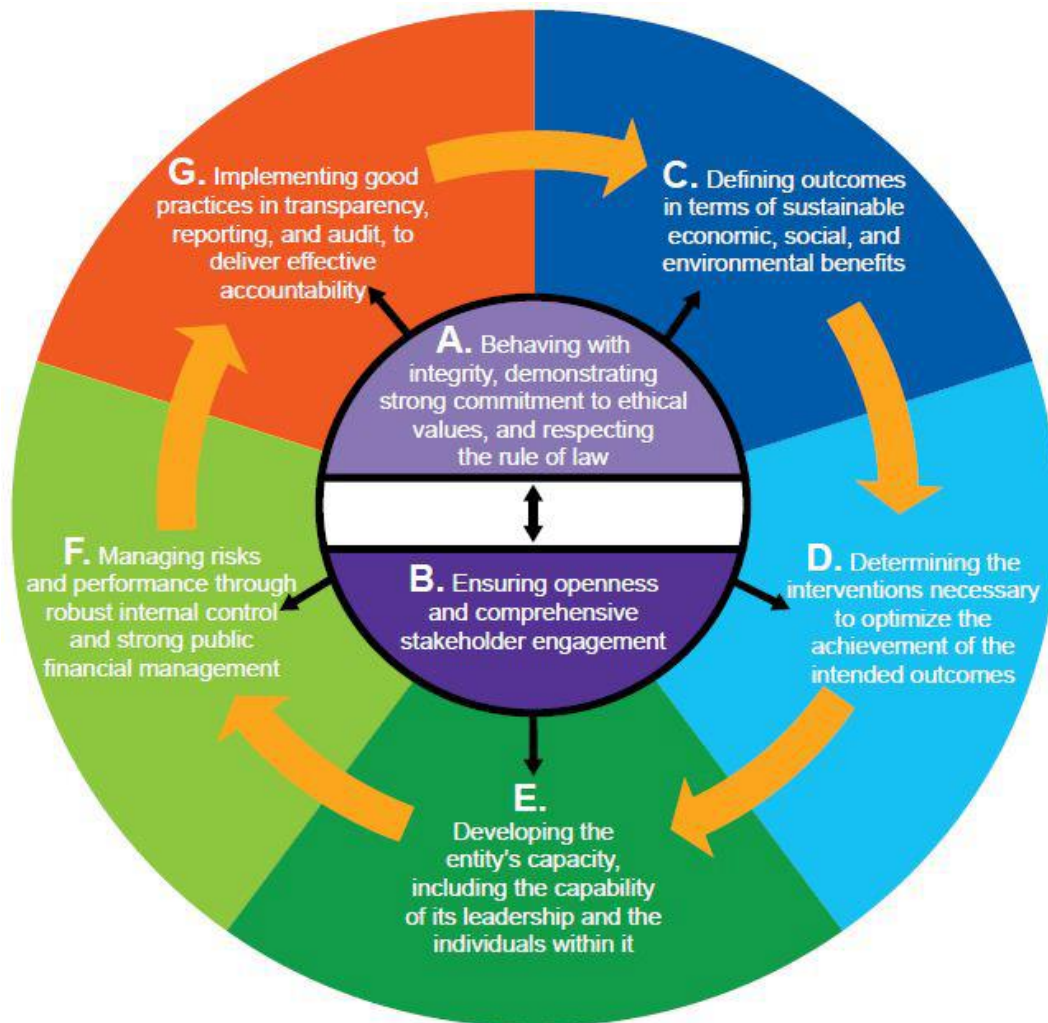 A. Behaving with
integrity, demonstrating
strong commitment to ethical
values, and respecting
the rule of law
B. Ensuring openness
and comprehensive
stakeholder engagement
C. Defining outcomes
in terms of sustainable
economic, social, and
environmental benefits
D. Determining the
interventions necessary
to optimize the
achievement of the
intended outcomes
E.
Developing the
entity's capacity,
including the capability
of its leadership and the
individuals within it
F. Managing risks
and performance through
robust internal control
and strong public
financial management
G. Implementing good
practices in transparency,
reporting, and audit, to
deliver effective
accountability